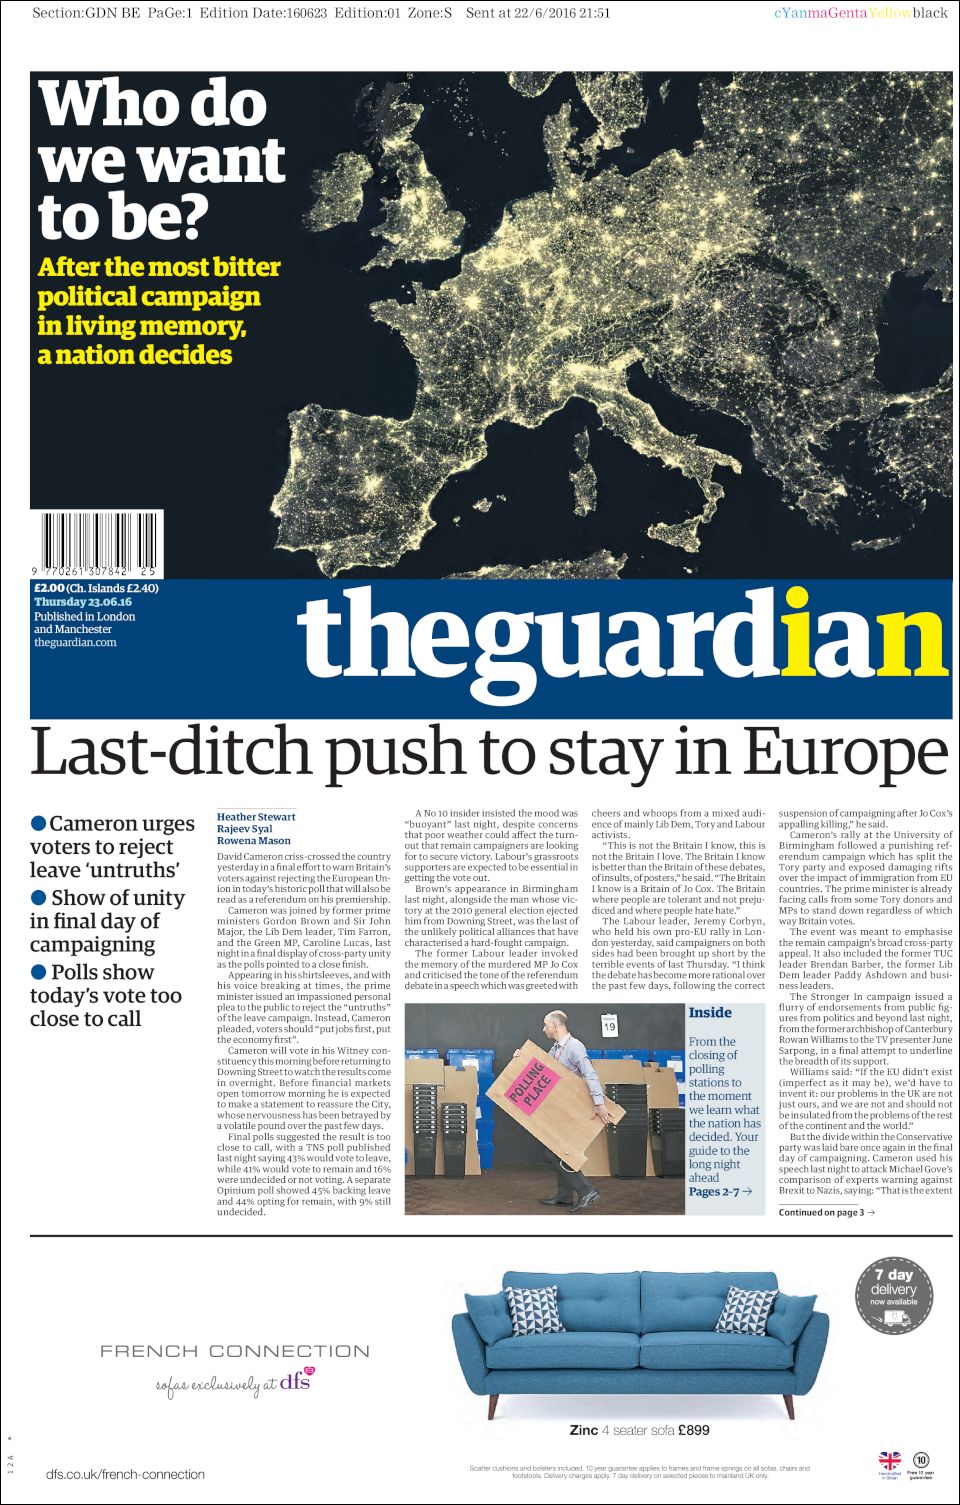 Section:GDN BE PaGe:1 Edition Date:160623 Edition:01 Zone:S Sent at 22/6/2016 21:51 cYanmaGentaYellowblack
Who do
we want
to be?
After the most bitter
political campaign
in living memory,
a nation decides
9 770261 307842 25
£2.00 (Ch. Islands £2.40)
Thursday 23.06.16
Published in London
and Manchester
theguardian.com
theguardian
Last-ditch push to stay in Europe
● Cameron urges
voters to reject
leave ‘untruths’
● Show of unity
in final day of
campaigning
● Polls show
today’s vote too
close to call
Heather Stewart
Rajeev Syal
Rowena Mason
David Cameron criss-crossed the country
yesterday in a final effort to warn Britain’s
voters against rejecting the European Un-
ion in today’s historic poll that will also be
read as a referendum on his premiership.
Cameron was joined by former prime
ministers Gordon Brown and Sir John
Major, the Lib Dem leader, Tim Farron,
and the Green MP, Caroline Lucas, last
night in a final display of cross-party unity
as the polls pointed to a close finish.
Appearing in his shirtsleeves, and with
his voice breaking at times, the prime
minister issued an impassioned personal
plea to the public to reject the “untruths”
of the leave campaign. Instead, Cameron
pleaded, voters should “put jobs first, put
the economy first”.
Cameron will vote in his Witney con-
stituency this morning before returning to
Downing Street to watch the results come
in overnight. Before financial markets
open tomorrow morning he is expected
to make a statement to reassure the City,
whose nervousness has been betrayed by
a volatile pound over the past few days.
Final polls suggested the result is too
close to call, with a TNS poll published
last night saying 43% would vote to leave,
while 41% would vote to remain and 16%
were undecided or not voting. A separate
Opinium poll showed 45% backing leave
and 44% opting for remain, with 9% still
undecided.
A No 10 insider insisted the mood was
“buoyant” last night, despite concerns
that poor weather could affect the turn-
out that remain campaigners are looking
for to secure victory. Labour’s grassroots
supporters are expected to be essential in
getting the vote out.
Brown’s appearance in Birmingham
last night, alongside the man whose vic-
tory at the 2010 general election ejected
him from Downing Street, was the last of
the unlikely political alliances that have
characterised a hard-fought campaign.
The former Labour leader invoked
the memory of the murdered MP Jo Cox
and criticised the tone of the referendum
debate in a speech which was greeted with
cheers and whoops from a mixed audi-
ence of mainly Lib Dem, Tory and Labour
activists.
“This is not the Britain I know, this is
not the Britain I love. The Britain I know
is better than the Britain of these debates,
of insults, of posters,” he said. “The Britain
I know is a Britain of Jo Cox. The Britain
where people are tolerant and not preju-
diced and where people hate hate.”
The Labour leader, Jeremy Corbyn,
who held his own pro-EU rally in Lon-
don yesterday, said campaigners on both
sides had been brought up short by the
terrible events of last Thursday. “I think
the debate has become more rational over
the past few days, following the correct
suspension of campaigning after Jo Cox’s
appalling killing,” he said.
Cameron’s rally at the University of
Birmingham followed a punishing ref-
erendum campaign which has split the
Tory party and exposed damaging rifts
over the impact of immigration from EU
countries. The prime minister is already
facing calls from some Tory donors and
MPs to stand down regardless of which
way Britain votes.
The event was meant to emphasise
the remain campaign’s broad cross-party
appeal. It also included the former TUC
leader Brendan Barber, the former Lib
Dem leader Paddy Ashdown and busi-
ness leaders.
The Stronger In campaign issued a
flurry of endorsements from public fig-
ures from politics and beyond last night,
from the former archbishop of Canterbury
Rowan Williams to the TV presenter June
Sarpong, in a final attempt to underline
the breadth of its support.
Williams said: “If the EU didn’t exist
(imperfect as it may be), we’d have to
invent it: our problems in the UK are not
just ours, and we are not and should not
be insulated from the problems of the rest
of the continent and the world.”
But the divide within the Conservative
party was laid bare once again in the final
day of campaigning. Cameron used his
speech last night to attack Michael Gove’s
comparison of experts warning against
Brexit to Nazis, saying: “That is the extent
Continued on page 3 →
19
POLLING
PLACE
Inside
From the
closing of
polling
stations to
the moment
we learn what
the nation has
decided. Your
guide to the
long night
ahead
Pages 2-7 →
FRENCH CONNECTION
sofas exclusively at dfs
7 day
delivery
now available
Zinc 4 seater sofa £899
dfs.co.uk/french-connection
Scatter cushions and bolsters included. 10 year guarantee applies to frames and frame springs on all sofas, chairs and
footstools. Delivery charges apply. 7 day delivery on selected pieces to mainland UK only.
Handcrafted
in Britain
10
Free 10 year
guarantee
12A *